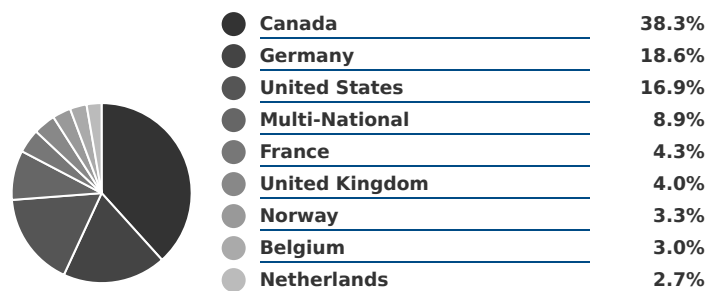 Canada 38.3%
Germany 18.6%
United States 16.9%
Multi-National 8.9%
France 4.3%
United Kingdom 4.0%
Norway 3.3%
Belgium 3.0%
Netherlands 2.7%